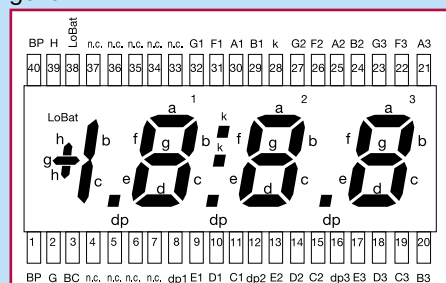 BP H LoBat n.c. n.c. n.c. n.c. n.c. G1 F1 A1 B1 k G2 F2 A2 B2 G3 F3 A3
40 39 38 37 36 35 34 33 32 31 30 29 28 27 26 25 24 23 22 21
1 2 3
LoBat a k a a
h b f g b k f g b f g b
g
h c e d c e d c e d c
dp dp dp
1 2 3 4 5 6 7 8 9 10 11 12 13 14 15 16 17 18 19 20
BP G BC n.c. n.c. n.c. n.c. dp1 E1 D1 C1 dp2 E2 D2 C2 dp3 E3 D3 C3 B3